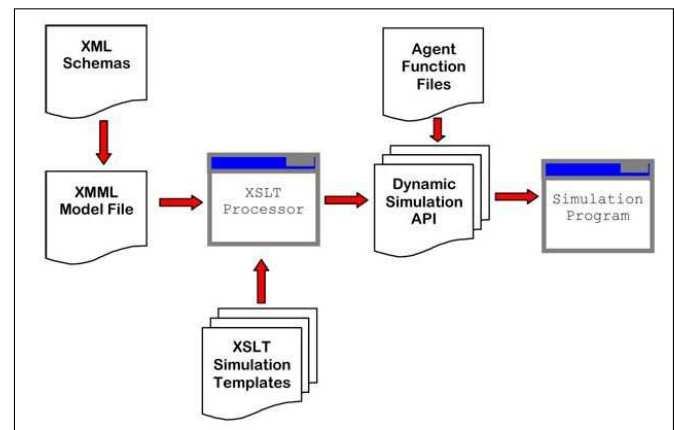 XML
Schemas
Agent
Function
Files
XMML
Model File
XSLT
Processor
Dynamic
Simulation
API
Simulation
Program
XSLT
Simulation
Templates